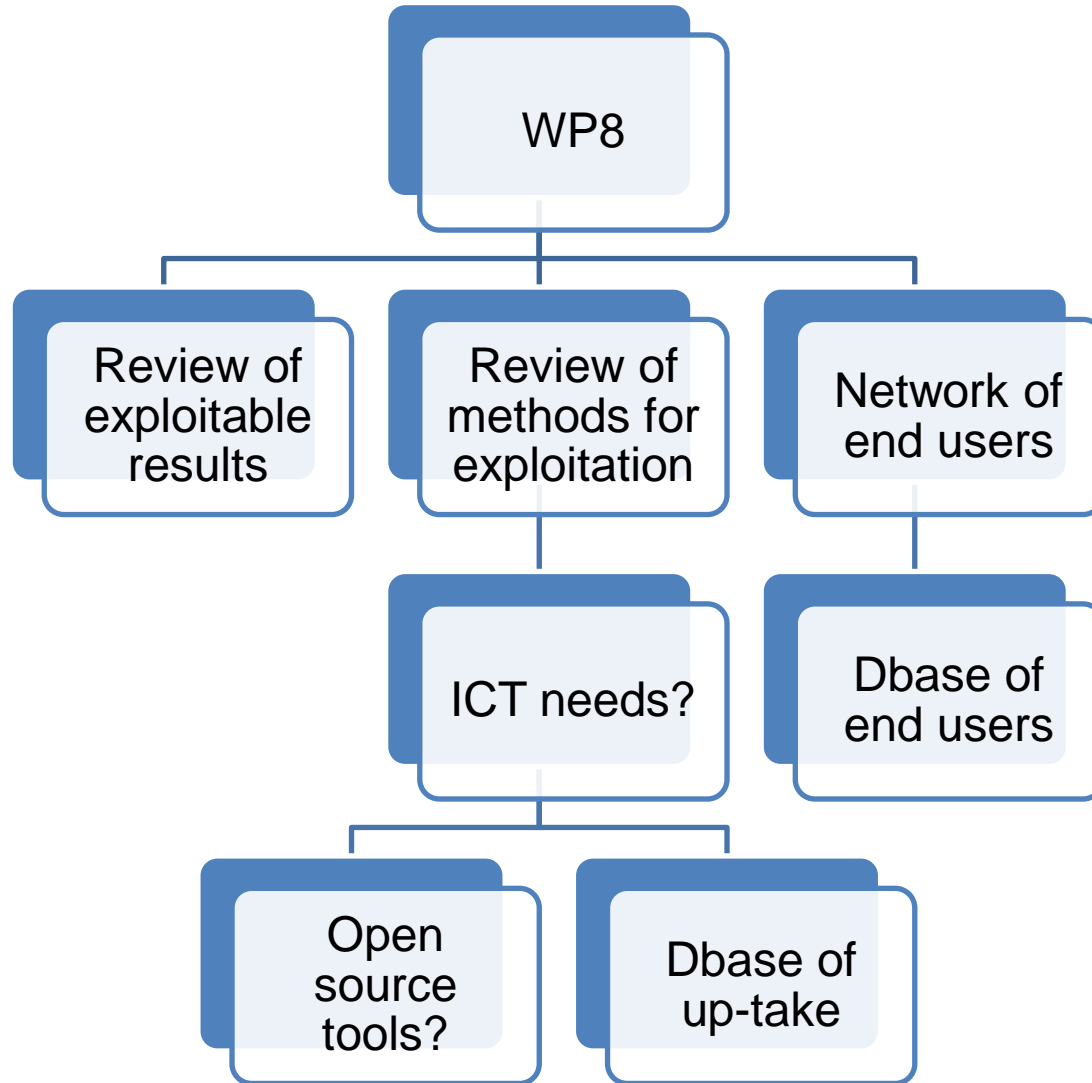 WP8
Review of
exploitable
results
Review of
methods for
exploitation
Network of
end users
ICT needs?
Dbase of
end users
Open
source
tools?
Dbase of
up-take